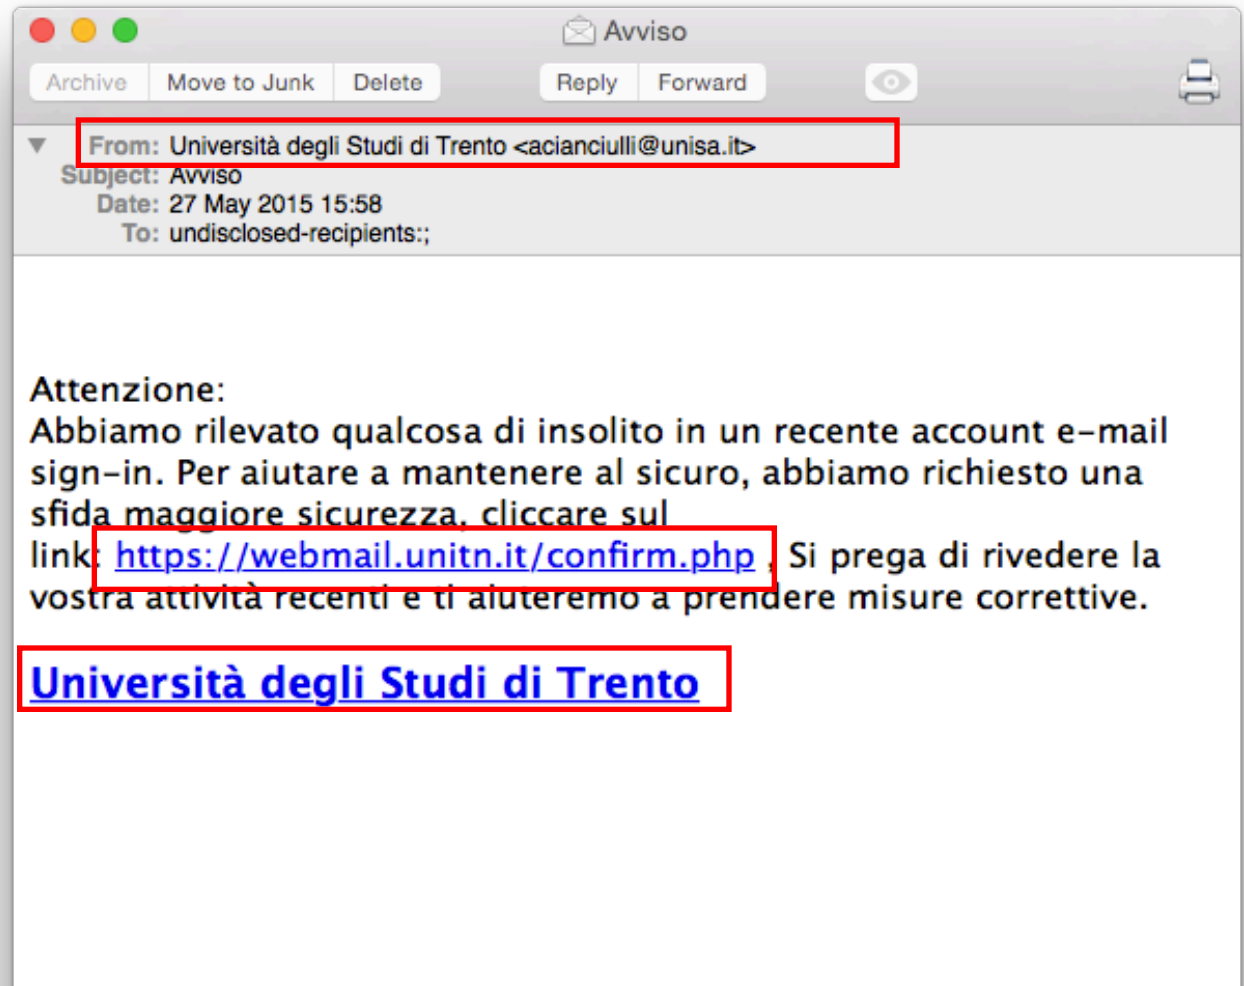 Avviso
Archive Move to Junk Delete Reply Forward
From: Università degli Studi di Trento <acianciulli@unisa.it>
Subject: Avviso
Date: 27 May 2015 15:58
To: undisclosed-recipients:;
Attenzione:
Abbiamo rilevato qualcosa di insolito in un recente account e-mail
sign-in. Per aiutare a mantenere al sicuro, abbiamo richiesto una
sfida maggiore sicurezza, cliccare sul
link: https://webmail.unitn.it/confirm.php , Si prega di rivedere la
vostra attività recenti e ti aiuteremo a prendere misure correttive.
Università degli Studi di Trento